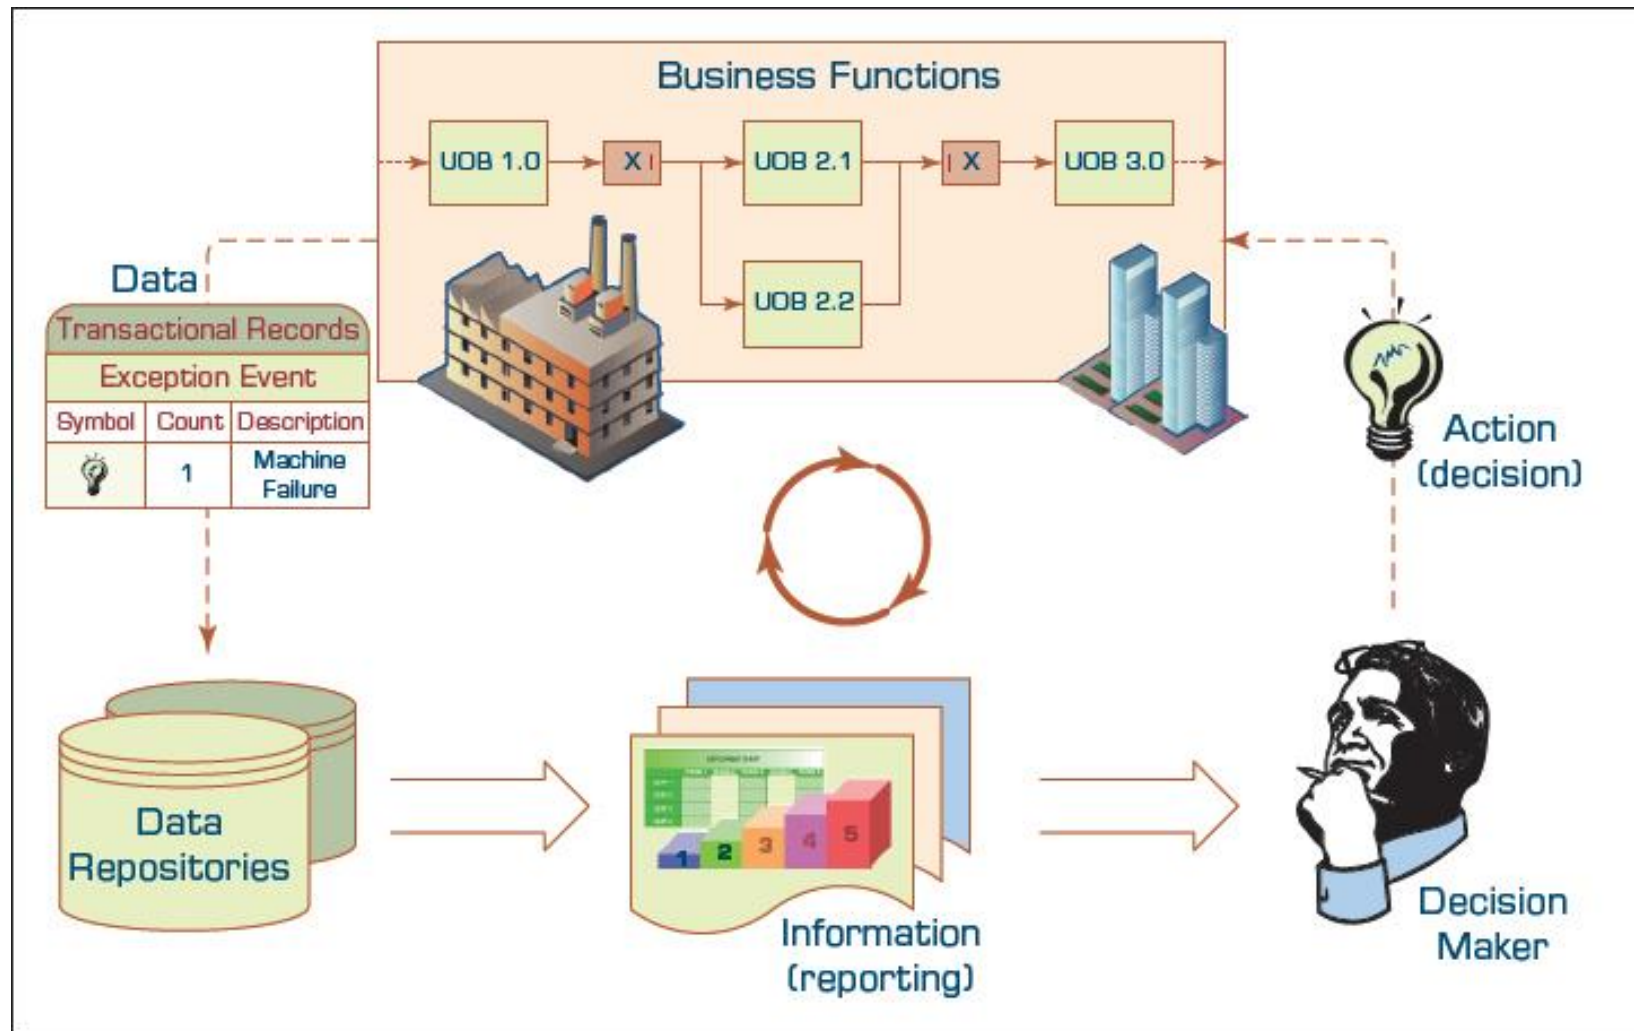 Business Functions
UOB 1.0
X
UOB 2.1
X
UOB 3.0
UOB 2.2
Data
Transactional Records
Exception Event
Symbol Count Description
1 Machine
Failure
Action
(decision)
Data
Repositories
1 2 3 4 5
Information
(reporting)
Decision
Maker